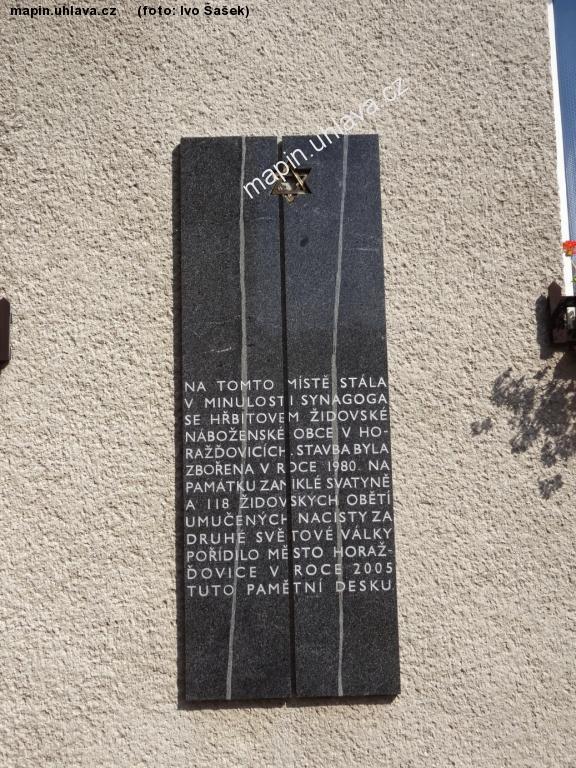 mapin.uhlava.cz (foto: Ivo Šašek)
mapin.uhlava.cz
NA TOMTO MÍSTĚ STÁLA
V MINULOSTI SYNAGOGA
SE HŘBITOVEM ŽIDOVSKÉ
NÁBOŽENSKÉ OBCE V HO-
RAŽĎOVICÍCH. STAVBA BYLA
ZBOŘENA V ROCE 1980. NA
PAMÁTKU ZANIKLÉ SVATYNĚ
A 118 ŽIDOVSKÝCH OBĚTÍ
UMUČENÝCH NACISTY ZA
DRUHÉ SVĚTOVÉ VÁLKY
POŘÍDILO MĚSTO HORAŽ-
ĎOVICE V ROCE 2005
TUTO PAMĚTNÍ DESKU.